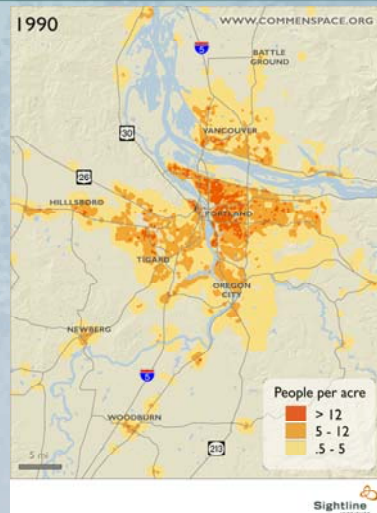 1990
WWW.COMMENSPACE.ORG
5
BATTLE
GROUND
30
VANCOUVER
26
HILLLSBORO
PORTLAND
TIGARD
OREGON
CITY
NEWBERG
5
WOODBURN
213
5 mi
People per acre
> 12
5 - 12
.5 - 5
Sightline